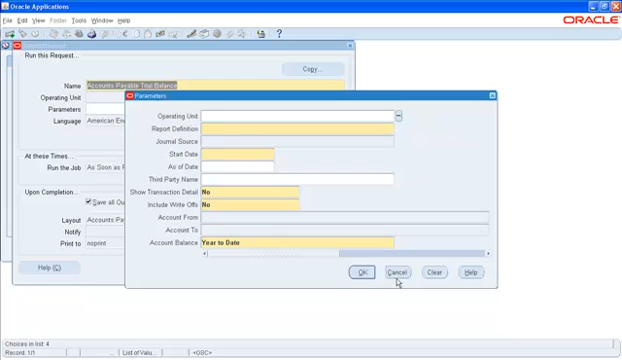 Oracle Applications
File Edit View Folder Tools Window Help
ORACLE
Run this Request...
Copy...
Name Accounts Payable Trial Balance
Operating Unit
Parameters
Language American En
Parameters
Operating Unit
Report Definition
Journal Source
Start Date
As of Date
Third Party Name
Show Transaction Detail No
Include Write Offs No
Account From
Account To
Account Balance Year to Date
OK Cancel Clear Help
At these Times...
Run the Job As Soon as
Upon Completion...
Save all Ou
Layout Accounts Pa
Notify
Print to noprint
Help (C)
Choices in list: 4
Record: 1/1 List of Valu... <OSC>